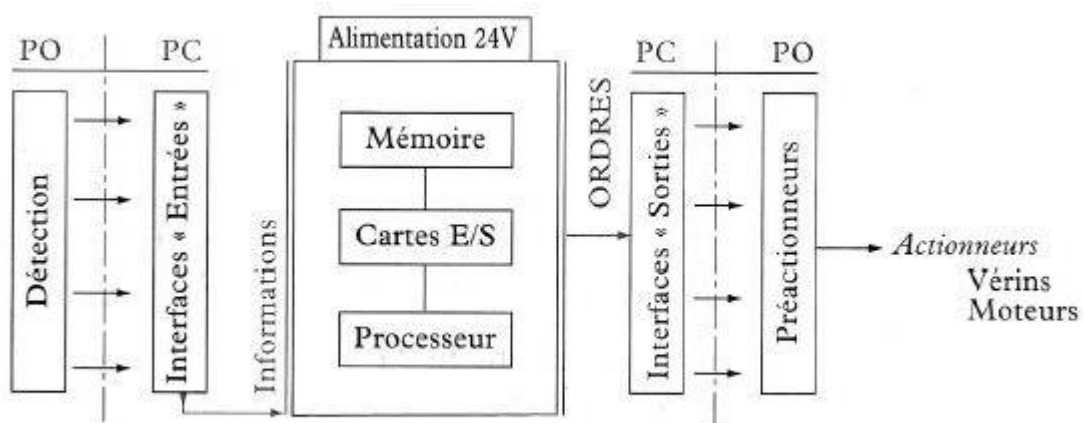 PO
PC
Alimentation 24V
PC
PO
Détection
Interfaces « Entrées »
Informations
Mémoire
Cartes E/S
Processeur
ORDRES
Interfaces « Sorties »
Préactionneurs
Actionneurs
Vérins
Moteurs